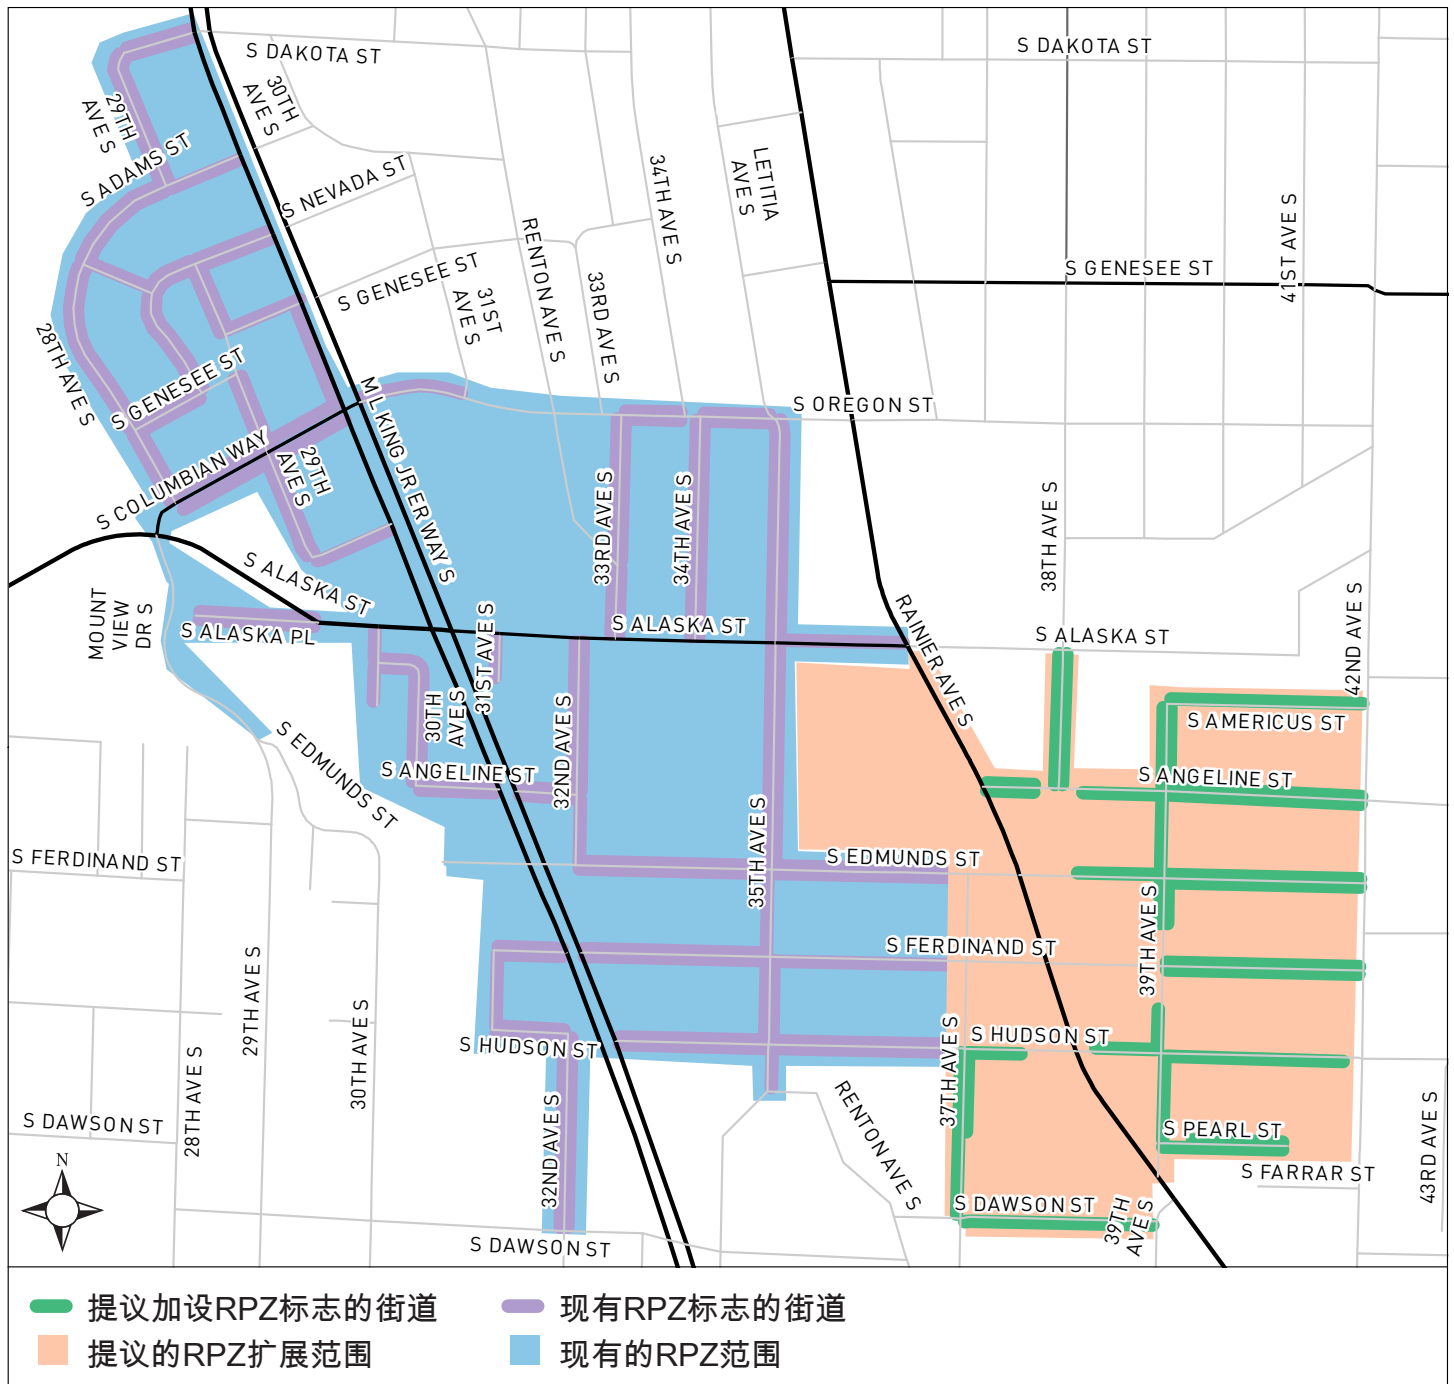 S DAKOTA ST
S DAKOTA ST
30TH
AVE S
29TH
AVE S
S ADAMS ST
S NEVADA ST
34TH AVE S
LETITIA
AVE S
41ST AVE S
RENTON AVE S
S GENESEE ST
S GENESEE ST
31ST
AVE S
33RD AVE S
28TH AVE S
S GENESEE ST
M L KING JR ER WAY S
S OREGON ST
S COLUMBIAN WAY
29TH
AVE S
33RD AVE S
34TH AVE S
38TH AVE S
S ALASKA ST
MOUNT
VIEW
DR S
S ALASKA PL
31ST AVE S
S ALASKA ST
RAINIER AVE S
S ALASKA ST
42ND AVE S
30TH
AVE S
32ND AVE S
S AMERICUS ST
S EDMUNDS ST
S ANGELINE ST
S ANGELINE ST
35TH AVE S
S FERDINAND ST
S EDMUNDS ST
39TH AVE S
29TH AVE S
S FERDINAND ST
30TH AVE S
28TH AVE S
S HUDSON ST
37TH AVE S
S HUDSON ST
S DAWSON ST
32ND AVE S
RENTON AVE S
S PEARL ST
43RD AVE S
S FARRAR ST
N
S DAWSON ST
S DAWSON ST
39TH
AVE S
提议加设RPZ标志的街道
现有RPZ标志的街道
提议的RPZ扩展范围
现有的RPZ范围